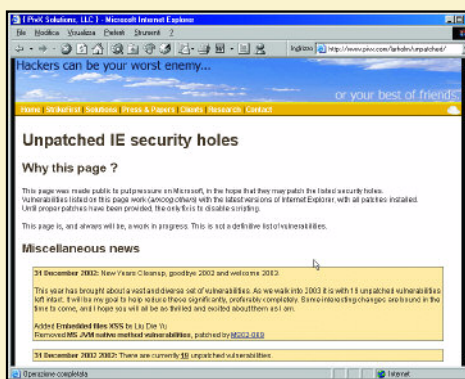 [ PivX Solutions, LLC ] - Microsoft Internet Explorer
File Modifica Visualizza Preferiti Strumenti ?
Indirizzo http://www.pivx.com/larholm/unpatched/
Hackers can be your worst enemy...
or your best of friends.
Home | StrikeFirst | Solutions | Press & Papers | Clients | Research | Contact
Unpatched IE security holes
Why this page ?
This page was made public to put pressure on Microsoft, in the hope that they may patch the listed security holes.
Vulnerabilities listed on this page work (among others) with the latest versions of Internet Explorer, with all patches installed.
Until proper patches have been provided, the only fix is to disable scripting.
This page is, and always will be, a work in progress. This is not a definitive list of vulnerabilities.
Miscellaneous news
31 December 2002: New Years Cleanup, goodbye 2002 and welcome 2003.
This year has brought about a vast and diverse set of vulnerabilities. As we walk into 2003 it is with 18 unpatched vulnerabilities
left intact. It will be my goal to help reduce these significantly, preferably completely. Some interesting changes are bound in the
time to come, and I hope you will all be as thrilled and excited about them as I am.
Added Embedded files XSS by Liu Die Yu
Removed MS JVM native method vulnerabilities, patched by MS02-069
31 December 2002 2002: There are currently 18 unpatched vulnerabilities.
Operazione completata
Internet